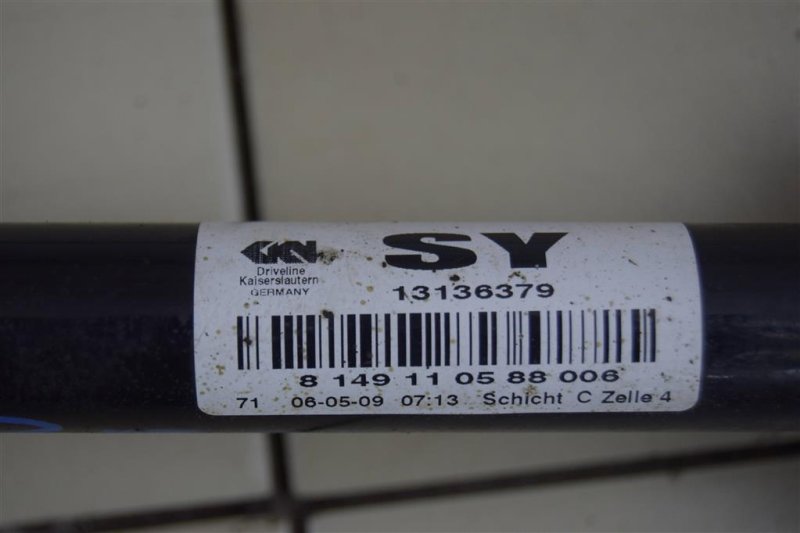 GKN
Driveline
Kaiserslautern
GERMANY
SY
13136379
8 149 11 05 88 006
71 06-05-09 07:13 Schicht C Zelle 4